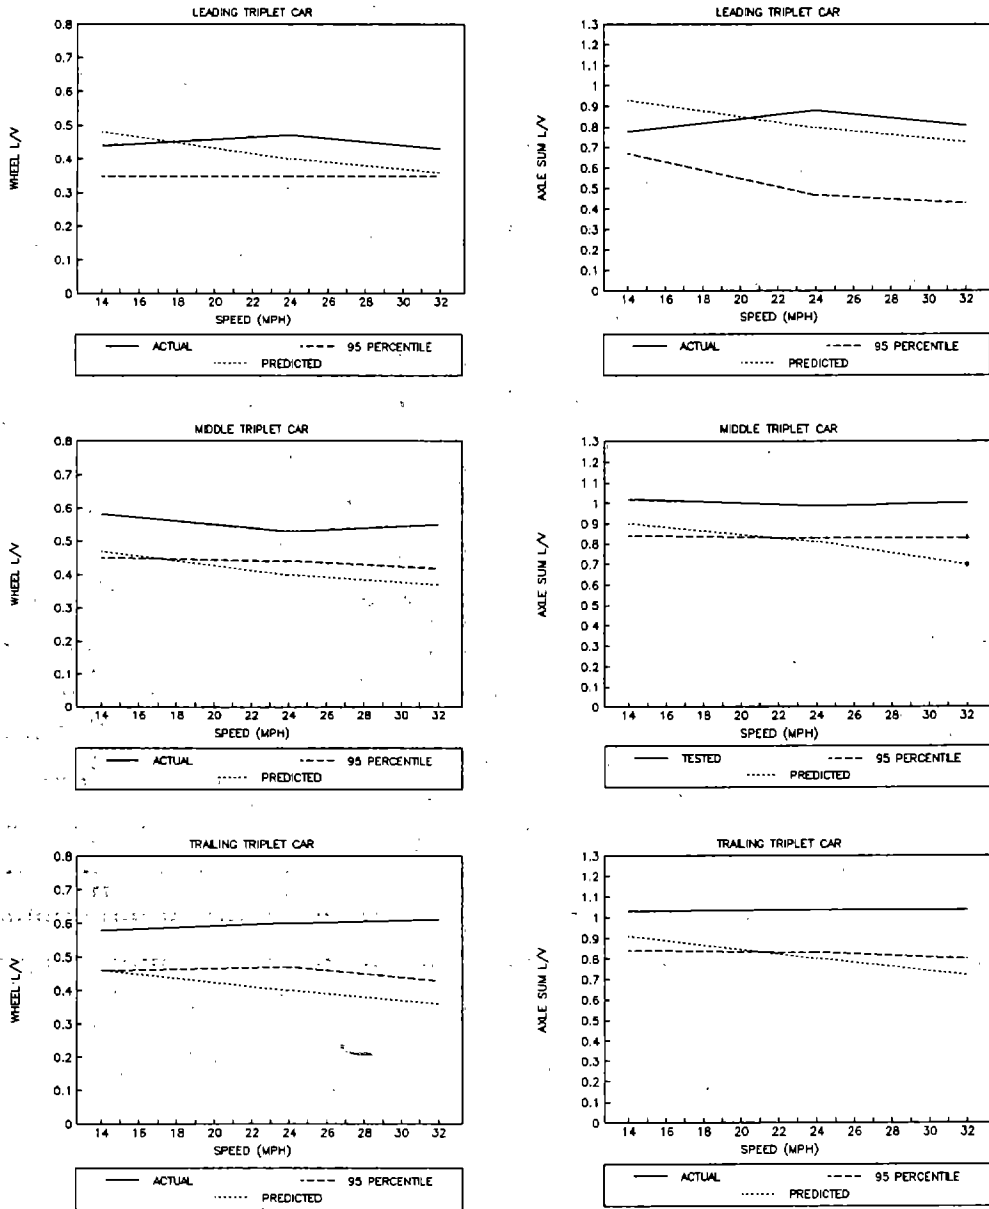 LEADING TRIPLET CAR
0.8
0.7
0.6
0.5
0.4
0.3
0.2
0.1
0
WHEEL L/V
14 16 18 20 22 24 26 28 30 32
SPEED (MPH)
ACTUAL 95 PERCENTILE
PREDICTED
LEADING TRIPLET CAR
1.3
1.2
1.1
1
0.9
0.8
0.7
0.6
0.5
0.4
0.3
0.2
0.1
0
AXLE SUM L/V
14 16 18 20 22 24 26 28 30 32
SPEED (MPH)
ACTUAL 95 PERCENTILE
PREDICTED
MIDDLE TRIPLET CAR
0.8
0.7
0.6
0.5
0.4
0.3
0.2
0.1
0
WHEEL L/V
14 16 18 20 22 24 26 28 30 32
SPEED (MPH)
ACTUAL 95 PERCENTILE
PREDICTED
MIDDLE TRIPLET CAR
1.3
1.2
1.1
1
0.9
0.8
0.7
0.6
0.5
0.4
0.3
0.2
0.1
0
AXLE SUM L/V
14 16 18 20 22 24 26 28 30 32
SPEED (MPH)
TESTED 95 PERCENTILE
PREDICTED
TRAILING TRIPLET CAR
0.8
0.7
0.6
0.5
0.4
0.3
0.2
0.1
0
WHEEL L/V
14 16 18 20 22 24 26 28 30 32
SPEED (MPH)
ACTUAL 95 PERCENTILE
PREDICTED
TRAILING TRIPLET CAR
1.3
1.2
1.1
1
0.9
0.8
0.7
0.6
0.5
0.4
0.3
0.2
0.1
0
AXLE SUM L/V
14 16 18 20 22 24 26 28 30 32
SPEED (MPH)
ACTUAL 95 PERCENTILE
PREDICTED